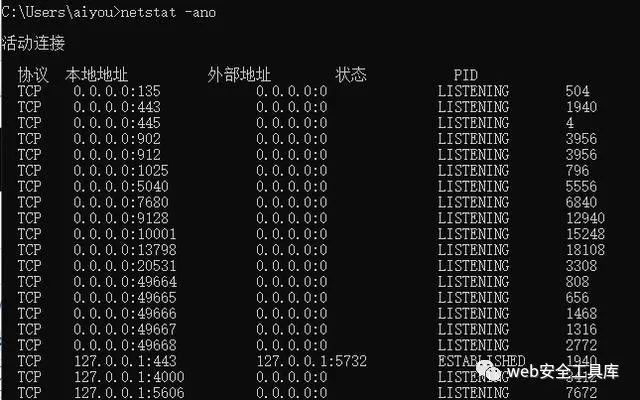 C:\Users\aiyou>netstat -ano
活动连接
协议 本地地址 外部地址 状态 PID
TCP 0.0.0.0:135 0.0.0.0:0 LISTENING 504
TCP 0.0.0.0:443 0.0.0.0:0 LISTENING 1940
TCP 0.0.0.0:445 0.0.0.0:0 LISTENING 4
TCP 0.0.0.0:902 0.0.0.0:0 LISTENING 3956
TCP 0.0.0.0:912 0.0.0.0:0 LISTENING 3956
TCP 0.0.0.0:1025 0.0.0.0:0 LISTENING 796
TCP 0.0.0.0:5040 0.0.0.0:0 LISTENING 5556
TCP 0.0.0.0:7680 0.0.0.0:0 LISTENING 6840
TCP 0.0.0.0:9128 0.0.0.0:0 LISTENING 12940
TCP 0.0.0.0:10001 0.0.0.0:0 LISTENING 15248
TCP 0.0.0.0:13798 0.0.0.0:0 LISTENING 18108
TCP 0.0.0.0:20531 0.0.0.0:0 LISTENING 3308
TCP 0.0.0.0:49664 0.0.0.0:0 LISTENING 808
TCP 0.0.0.0:49665 0.0.0.0:0 LISTENING 656
TCP 0.0.0.0:49666 0.0.0.0:0 LISTENING 1468
TCP 0.0.0.0:49667 0.0.0.0:0 LISTENING 1316
TCP 0.0.0.0:49668 0.0.0.0:0 LISTENING 2772
TCP 127.0.0.1:443 127.0.0.1:5732 ESTABLISHED 1940
TCP 127.0.0.1:4000 0.0.0.0:0 LISTENING
TCP 127.0.0.1:5606 0.0.0.0:0 LISTENING 7672
web安全工具库